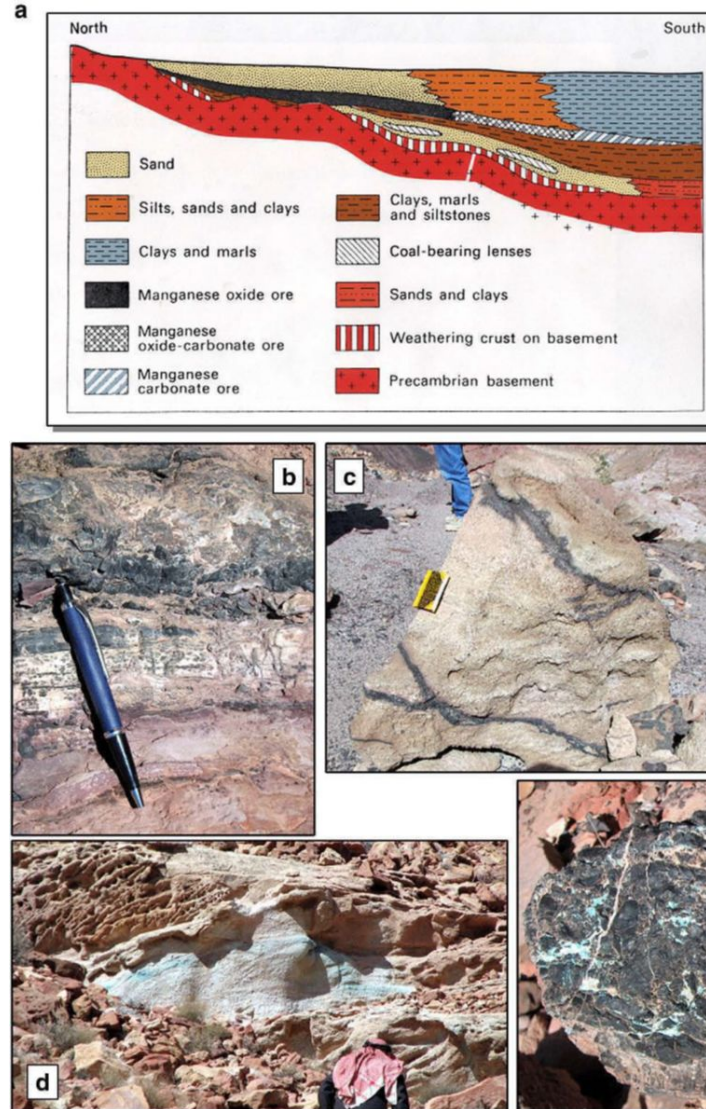 a
North
South
Sand
Silts, sands and clays
Clays, marls
and siltstones
Clays and marls
Coal-bearing lenses
Manganese oxide ore
Sands and clays
Manganese
oxide-carbonate ore
Weathering crust on basement
Manganese
carbonate ore
Precambrian basement
b
c
d